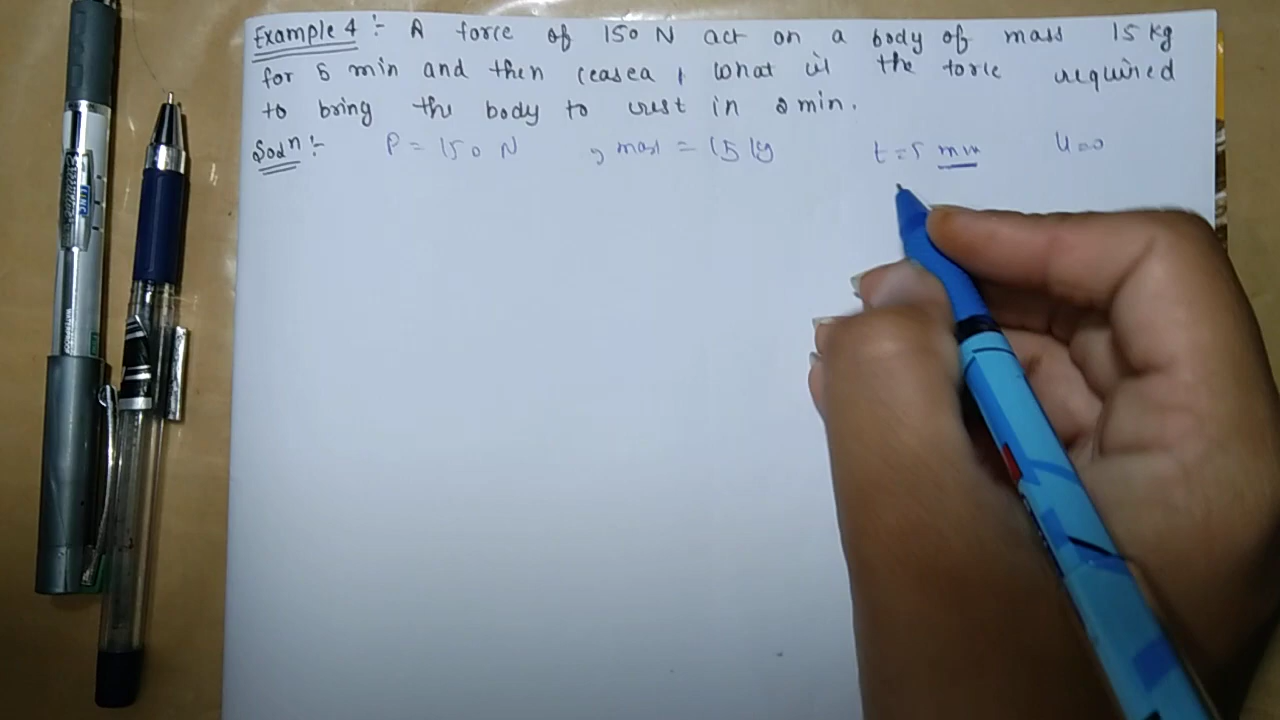 Example 4 :- A force of 150 N act on a body of mass 15 kg
for 5 min and then ceased, what is the force required
to bring the body to rest in 2 min.
Solⁿ :- P = 150 N , mass = 15 kg t = 5 min u=0